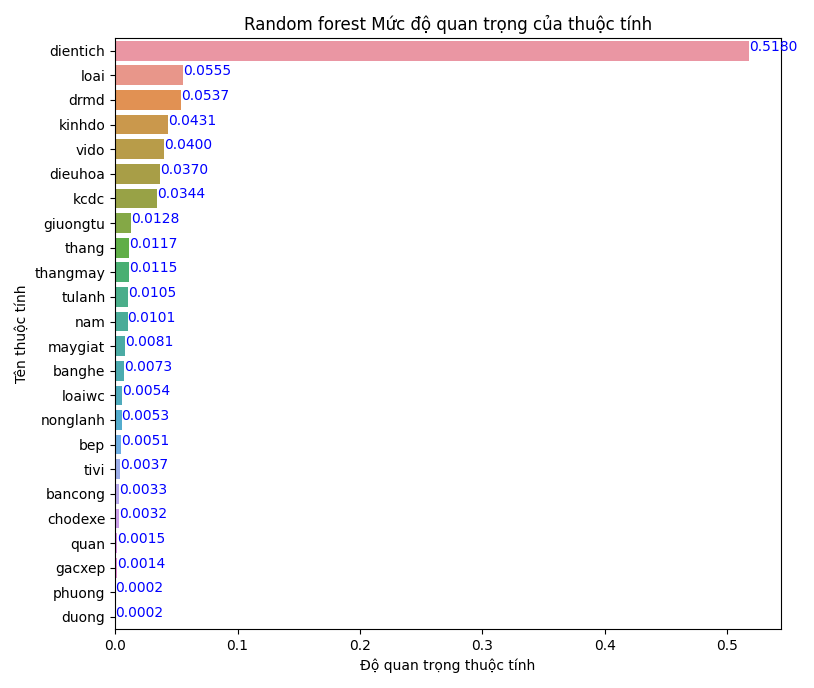 Random forest Mức độ quan trọng của thuộc tính
dientich 0.5180
loai 0.0555
drmd 0.0537
kinhdo 0.0431
vido 0.0400
dieuhoa 0.0370
kcdc 0.0344
giuongtu 0.0128
thang 0.0117
thangmay 0.0115
tulanh 0.0105
nam 0.0101
maygiat 0.0081
banghe 0.0073
loaiwc 0.0054
nonglanh 0.0053
bep 0.0051
tivi 0.0037
bancong 0.0033
chodexe 0.0032
quan 0.0015
gacxep 0.0014
phuong 0.0002
duong 0.0002
Tên thuộc tính
0.0 0.1 0.2 0.3 0.4 0.5
Độ quan trọng thuộc tính